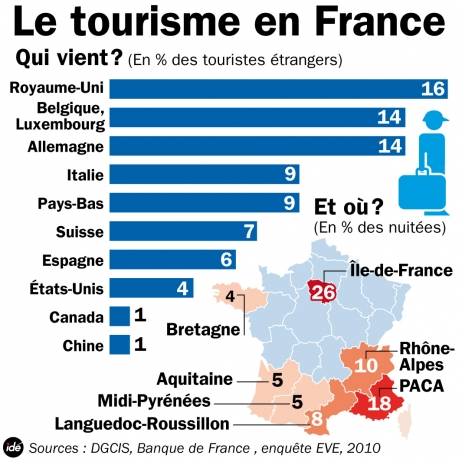 Le tourisme en France
Qui vient? (En % des touristes étrangers)
Royaume-Uni 16
Belgique,
Luxembourg 14
Allemagne 14
Italie 9
Pays-Bas 9
Suisse 7
Espagne 6
États-Unis 4
Canada 1
Chine 1
Et où?
(En % des nuitées)
Île-de-France
26
4
Bretagne
Rhône-
Alpes
10
PACA
18
Aquitaine 5
Midi-Pyrénées 5
Languedoc-Roussillon 8
idé Sources : DGCIS, Banque de France , enquête EVE, 2010